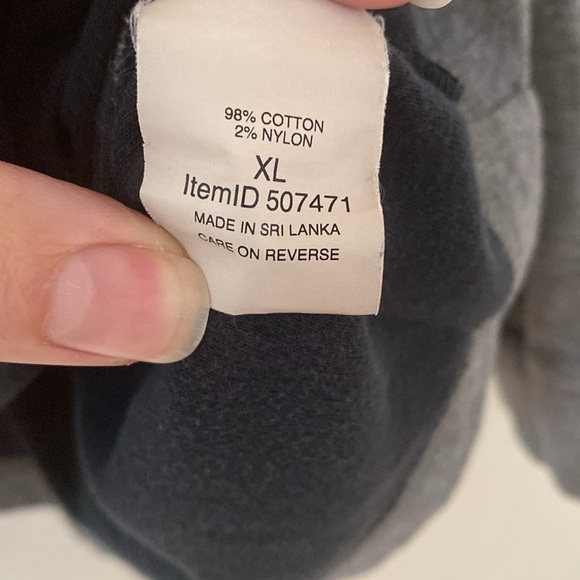 98% COTTON
2% NYLON
XL
ItemID 507471
MADE IN SRI LANKA
CARE ON REVERSE